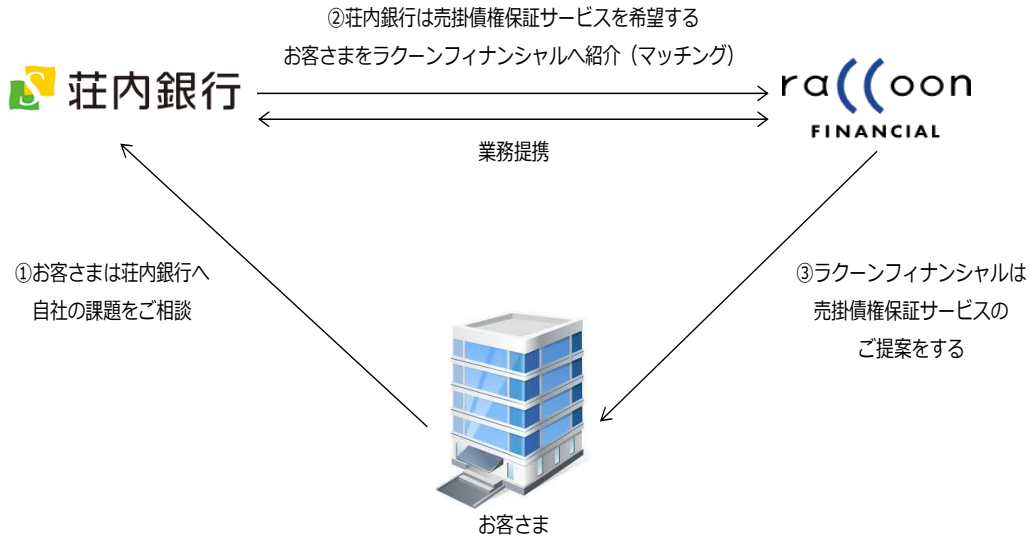 ②荘内銀行は売掛債権保証サービスを希望する
お客さまをラクーンフィナンシャルへ紹介（マッチング）
荘内銀行
raccoon
FINANCIAL
業務提携
①お客さまは荘内銀行へ
自社の課題をご相談
③ラクーンフィナンシャルは
売掛債権保証サービスの
ご提案をする
お客さま